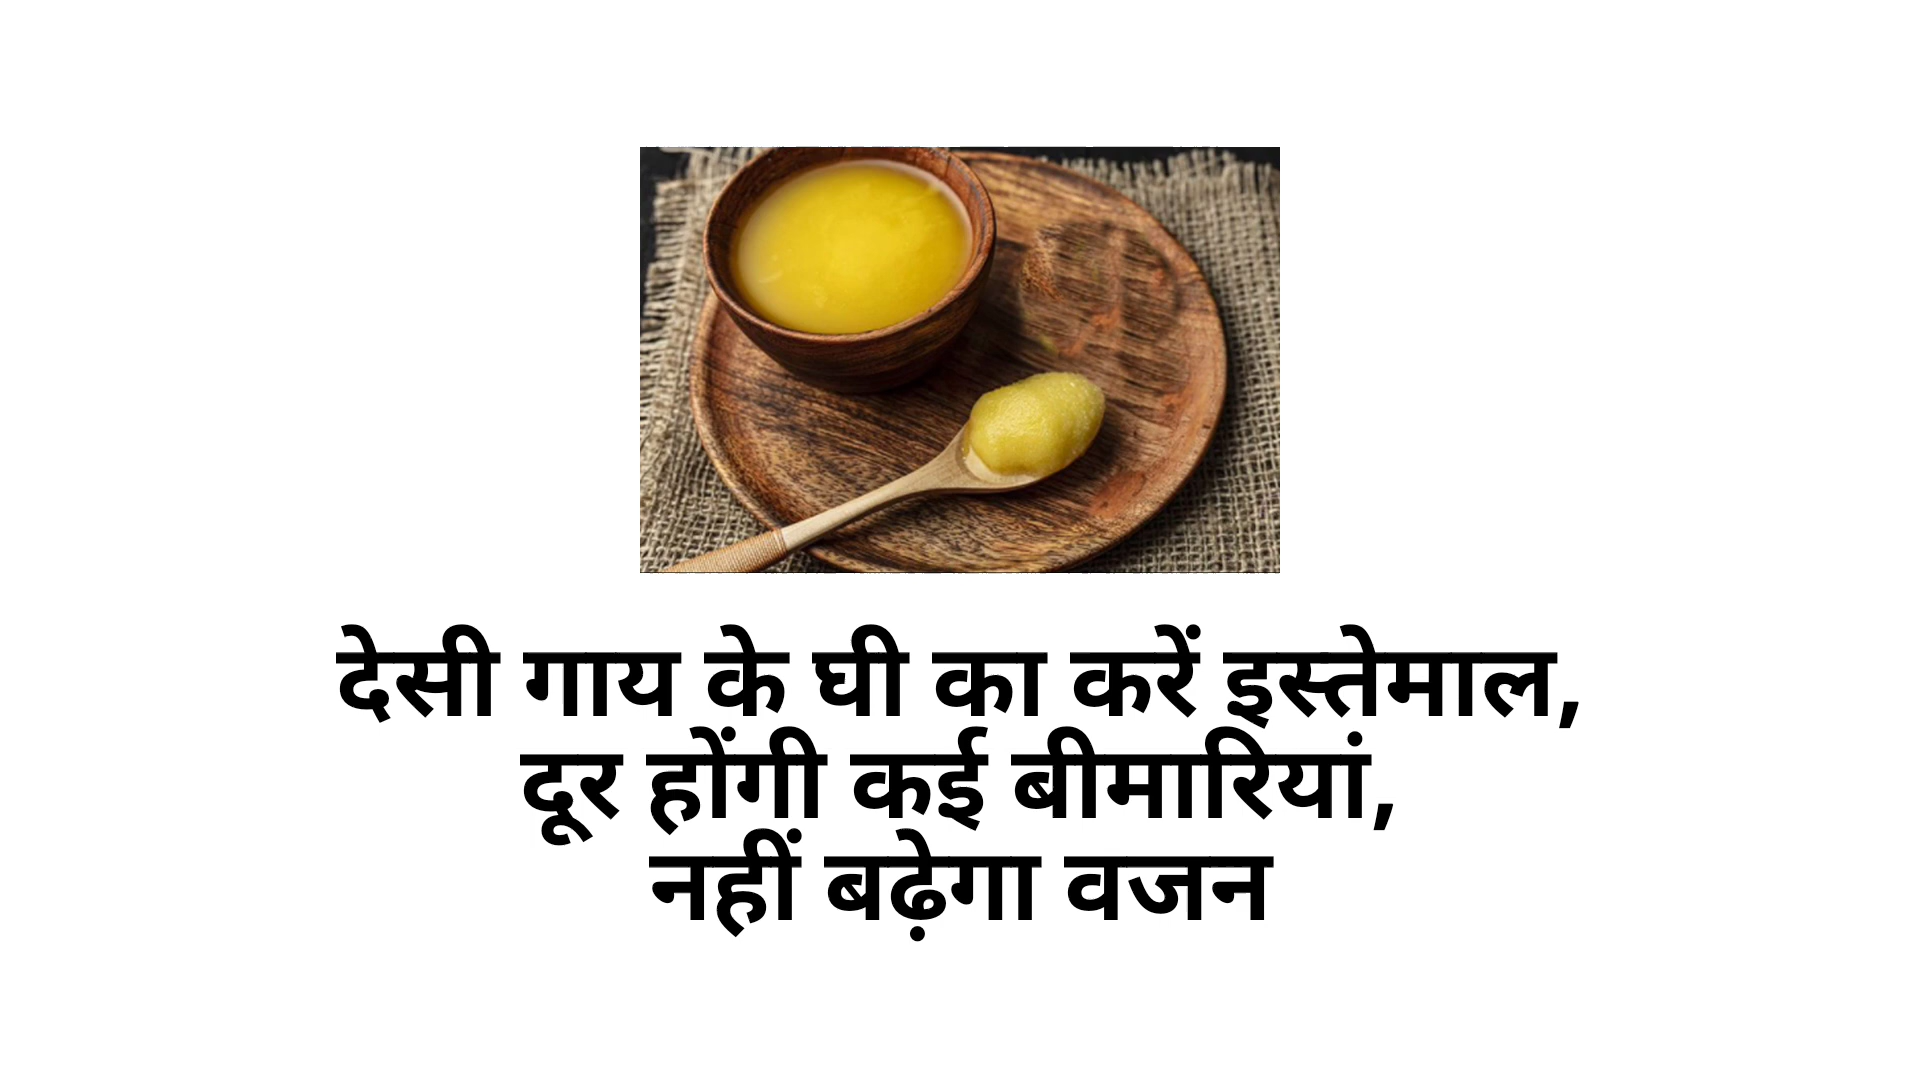 देसी गाय के घी का करें इस्तेमाल,
दूर होंगी कई बीमारियां,
नहीं बढ़ेगा वजन